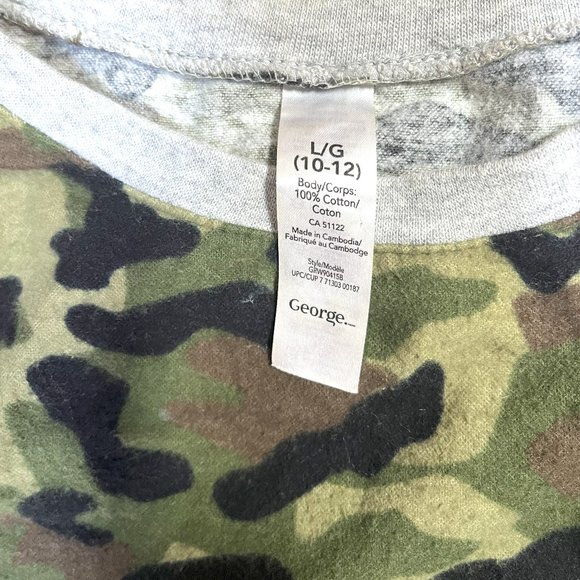 L/G
(10-12)
Body/Corps:
100% Cotton/
Coton
CA 51122
Made in Cambodia/
Fabriqué au Cambodge
Style/Modèle
GRW90415B
UPC/CUP 7 71303 00187
George.